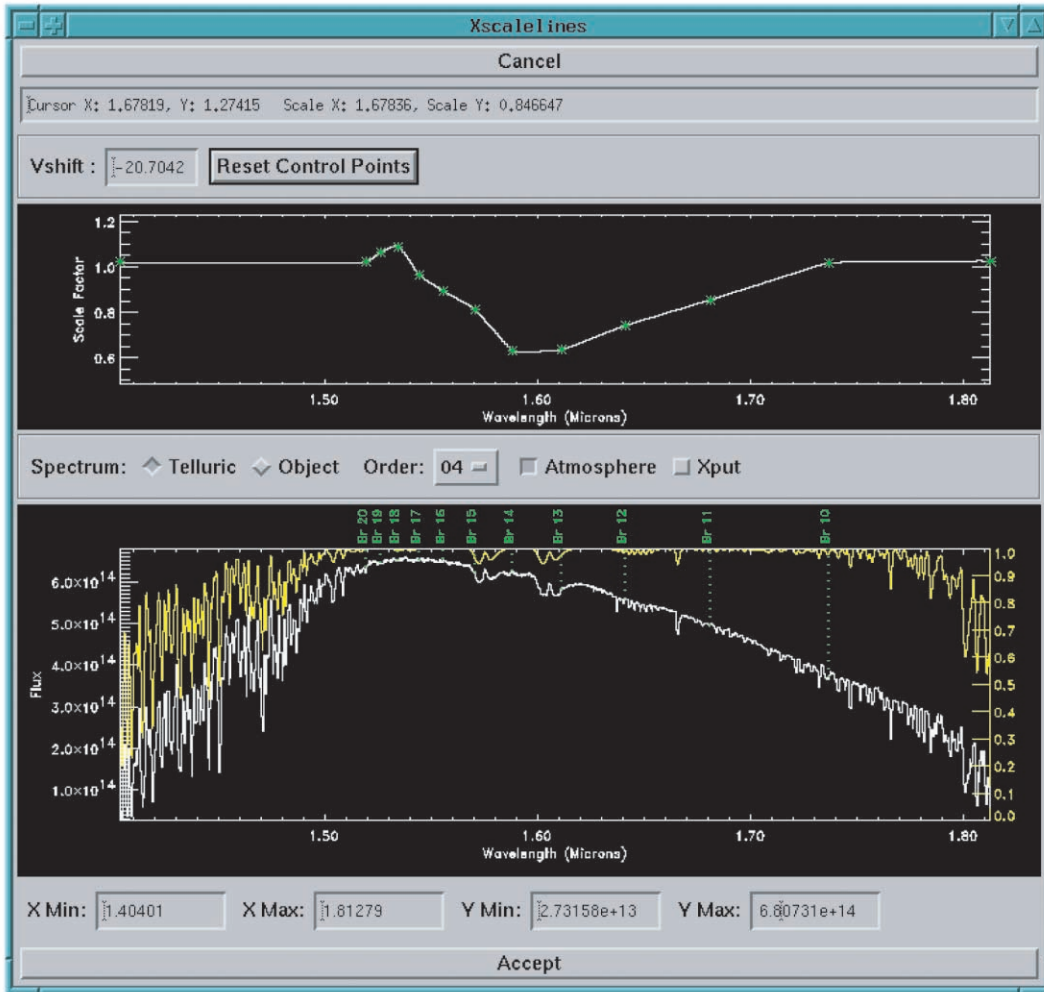 Xscalelines
Cancel
Cursor X: 1.67819, Y: 1.27415   Scale X: 1.67836, Scale Y: 0.846647
Vshift : -20.7042 Reset Control Points
1.2
1.0
0.8
0.6
Scale Factor
1.50 1.60 1.70 1.80
Wavelength (Microns)
Spectrum: Telluric Object Order: 04 Atmosphere Xput
Br 20 Br 19 Br 18 Br 17 Br 16 Br 15 Br 14 Br 13 Br 12 Br 11 Br 10
6.0×10^14
5.0×10^14
4.0×10^14
3.0×10^14
2.0×10^14
1.0×10^14
Flux
1.0
0.9
0.8
0.7
0.6
0.5
0.4
0.3
0.2
0.1
0.0
1.50 1.60 1.70 1.80
Wavelength (Microns)
X Min: 1.40401 X Max: 1.81279 Y Min: 2.73158e+13 Y Max: 6.80731e+14
Accept